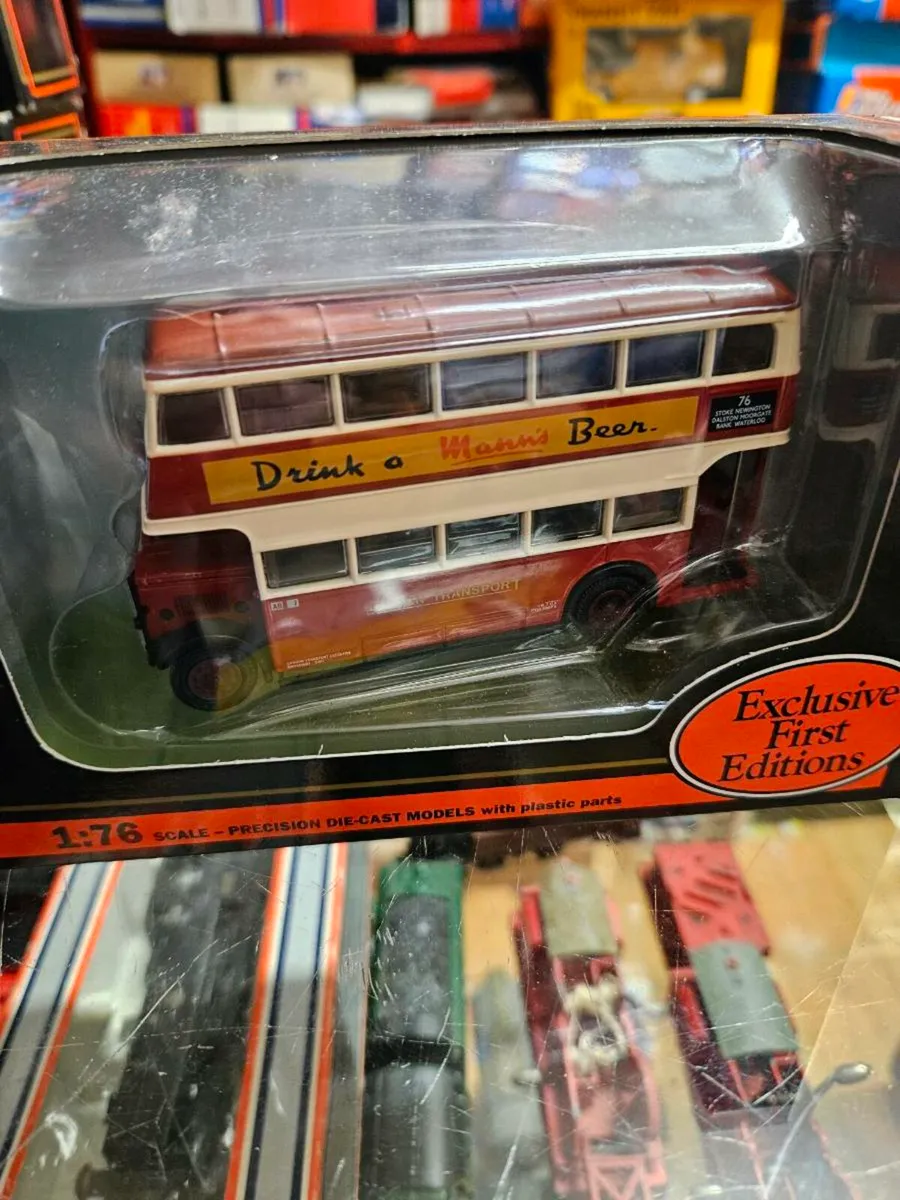 Drink a Mann's Beer.
76
STOKE NEWINGTON
DALSTON MOORGATE
BANK WATERLOO
TRANSPORT
Exclusive
First
Editions
1:76 SCALE – PRECISION DIE-CAST MODELS with plastic parts